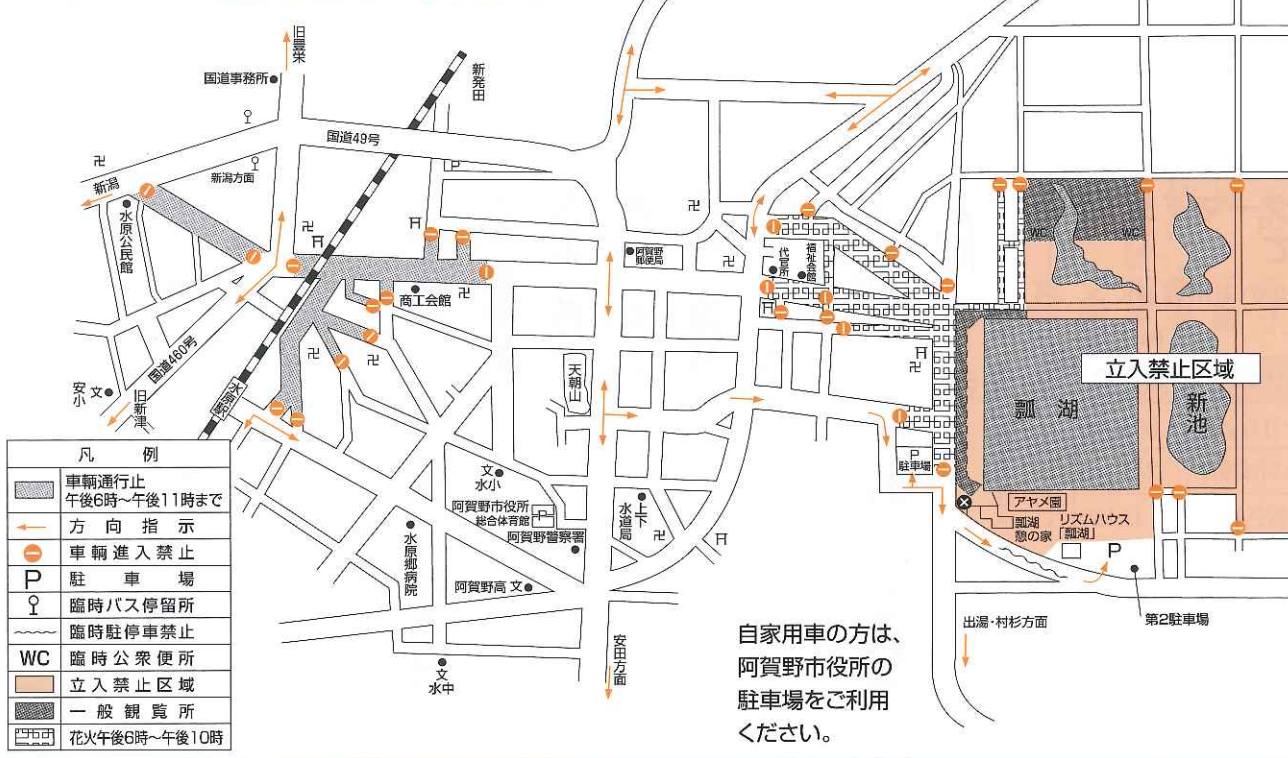 旧豊栄
国道事務所
新発田
国道49号
卍
新潟
新潟方面
P
水原公民館
卍
卍
商工会館
卍
阿賀野
郵便局
卍
代官所
福祉会館
WC
WC
国道460号
卍
卍
水原駅
安小
文
旧新津
天朝山
卍
立入禁止区域
瓢湖
新池
P
駐車場
アヤメ園
瓢湖
憩の家
リズムハウス
「瓢湖」
P
第2駐車場
文
水小
阿賀野市役所
総合体育館
P
阿賀野警察署
上下
水道局
卍
水原郷病院
阿賀野高
文
文
水中
安田方面
出湯・村杉方面
自家用車の方は、
阿賀野市役所の
駐車場をご利用
ください。
凡例
車輌通行止
午後6時～午後11時まで
方向指示
車輌進入禁止
P 駐車場
臨時バス停留所
臨時駐停車禁止
WC 臨時公衆便所
立入禁止区域
一般観覧所
花火午後6時～午後10時